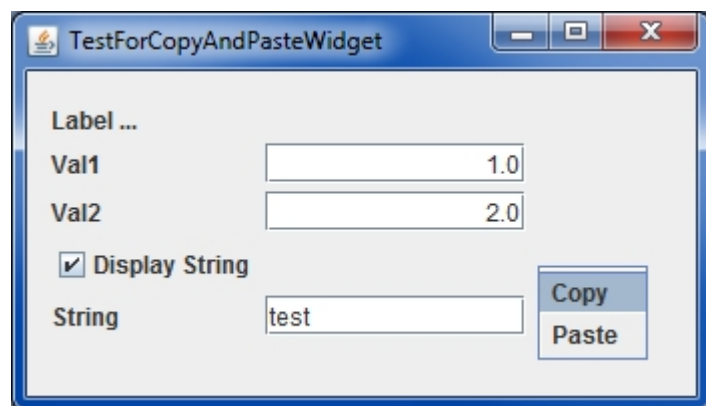 TestForCopyAndPasteWidget
Label ...
Val1 1.0
Val2 2.0
Display String
Copy
String test
Paste